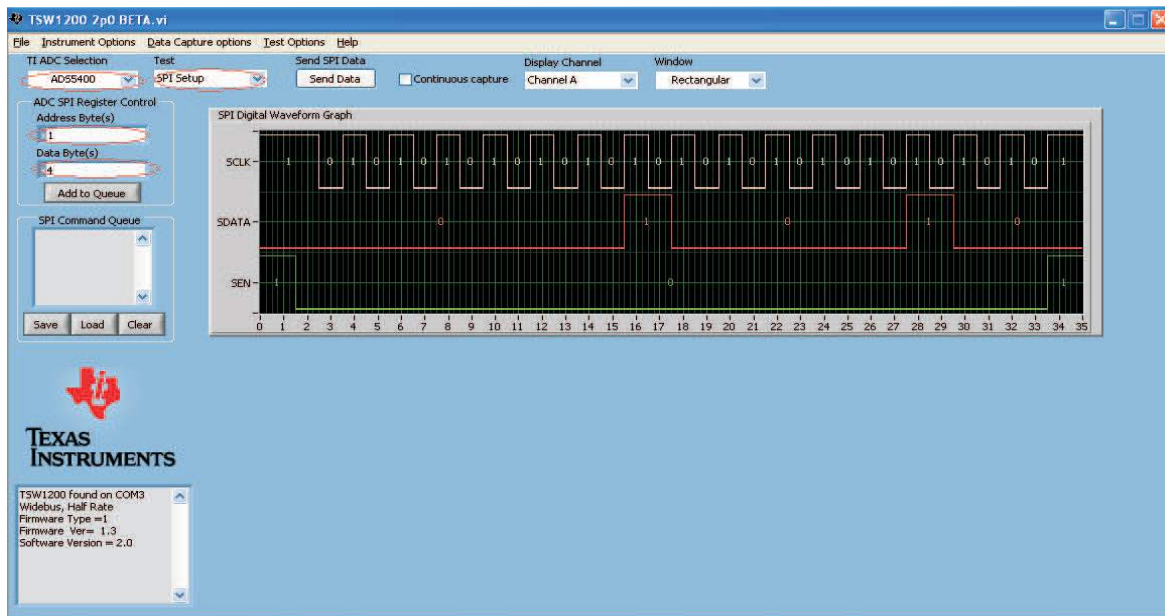 TSW1200 2p0 BETA.vi
File Instrument Options Data Capture options Test Options Help
TI ADC Selection Test Send SPI Data Display Channel Window
ADS5400 SPI Setup Send Data Continuous capture Channel A Rectangular
ADC SPI Register Control
Address Byte(s)
1
Data Byte(s)
4
Add to Queue
SPI Command Queue
Save Load Clear
SPI Digital Waveform Graph
SCLK 1 0 1 0 1 0 1 0 1 0 1 0 1 0 1 0 1 0 1 0 1 0 1 0 1 0 1 0 1 0 1 0 1
SDATA 0 1 0 1 0
SEN 1 0 1
0 1 2 3 4 5 6 7 8 9 10 11 12 13 14 15 16 17 18 19 20 21 22 23 24 25 26 27 28 29 30 31 32 33 34 35
TEXAS
INSTRUMENTS
TSW1200 found on COM3
Widebus, Half Rate
Firmware Type =1
Firmware Ver= 1.3
Software Version = 2.0